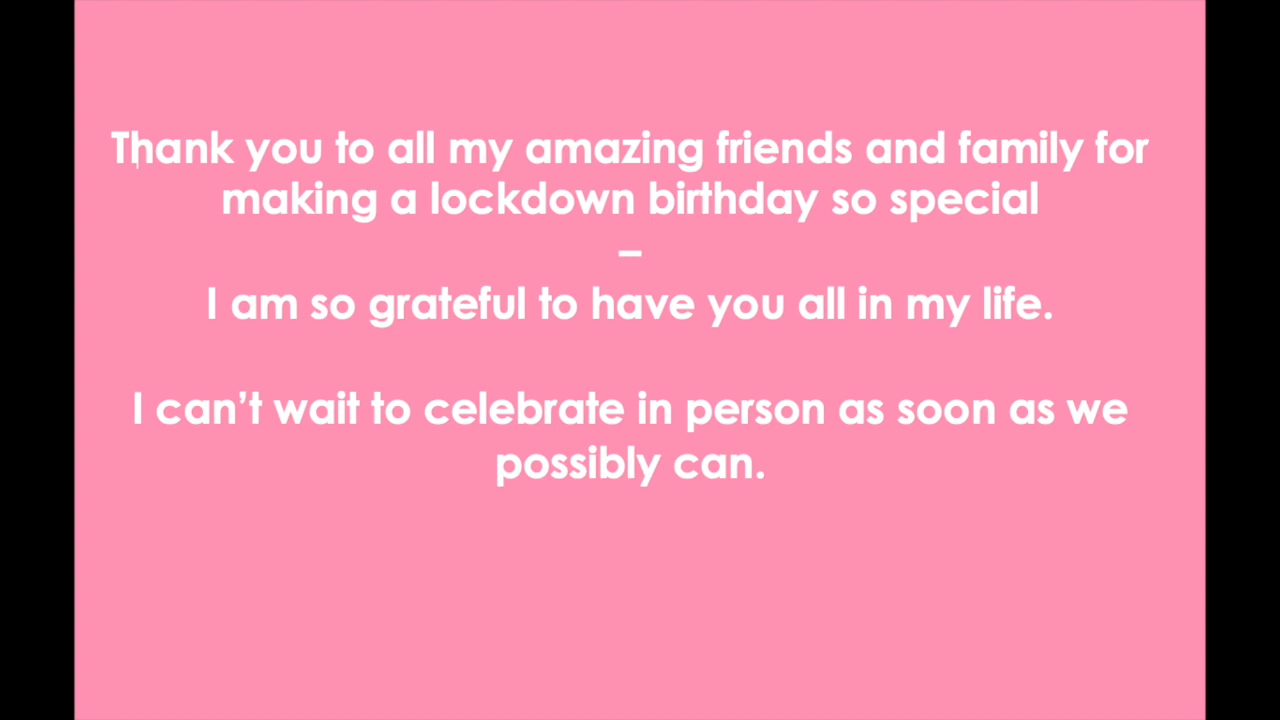 Thank you to all my amazing friends and family for
making a lockdown birthday so special
–
I am so grateful to have you all in my life.
I can’t wait to celebrate in person as soon as we
possibly can.